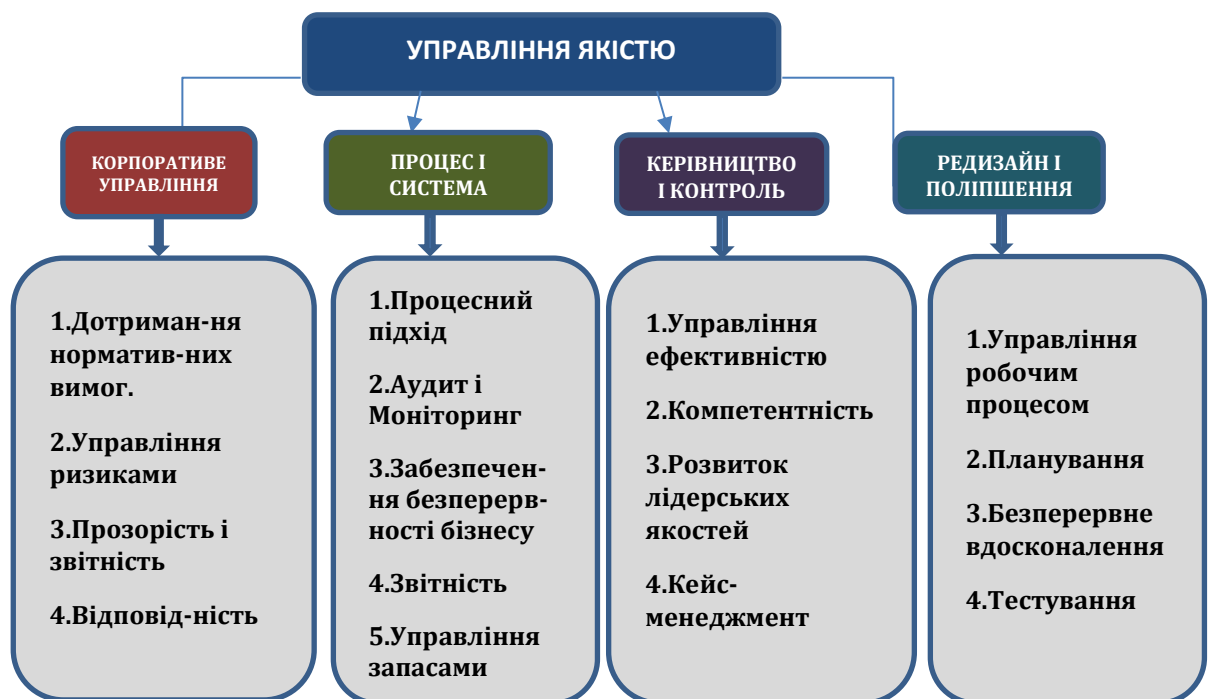 УПРАВЛІННЯ ЯКІСТЮ
КОРПОРАТИВЕ
УПРАВЛІННЯ
ПРОЦЕС І
СИСТЕМА
КЕРІВНИЦТВО
І КОНТРОЛЬ
РЕДИЗАЙН І
ПОЛІПШЕННЯ
1.Дотриман-ня
норматив-них
вимог.
2.Управління
ризиками
3.Прозорість і
звітність
4.Відповід-ність
1.Процесний
підхід
2.Аудит і
Моніторинг
3.Забезпечен-
ня безперерв-
ності бізнесу
4.Звітність
5.Управління
запасами
1.Управління
ефективністю
2.Компетентність
3.Розвиток
лідерських
якостей
4.Кейс-
менеджмент
1.Управління
робочим
процесом
2.Планування
3.Безперервне
вдосконалення
4.Тестування